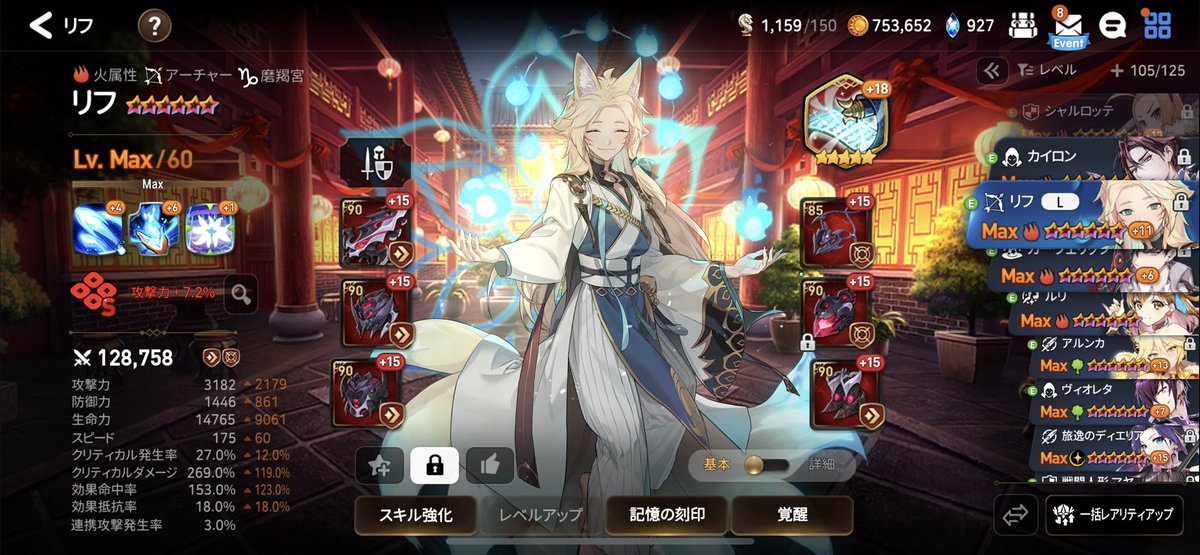 リフ
?
1,159/150
753,652
927
8
Event
火属性 アーチャー 磨羯宮
リフ
Lv. Max/60
Max
+4
+6
+1
S
攻撃力+7.2%
128,758
攻撃力 3182 2179
防御力 1446 861
生命力 14765 9061
スピード 175 60
クリティカル発生率 27.0% 12.0%
クリティカルダメージ 269.0% 119.0%
効果命中率 153.0% 123.0%
効果抵抗率 18.0% 18.0%
連携攻撃発生率 3.0%
90 +15
90 +15
90 +15
+18
85 +15
90 +15
90 +15
基本 詳細
スキル強化
レベルアップ
記憶の刻印
覚醒
レベル
+ 105/125
E シャルロッテ
E カイロン
E リフ L
Max +11
Max +6
E ルリ
Max
E アルンカ
Max +13
E ヴィオレタ
Max +7
E 旅逸のディエリア
Max +15
一括レアリティアップ